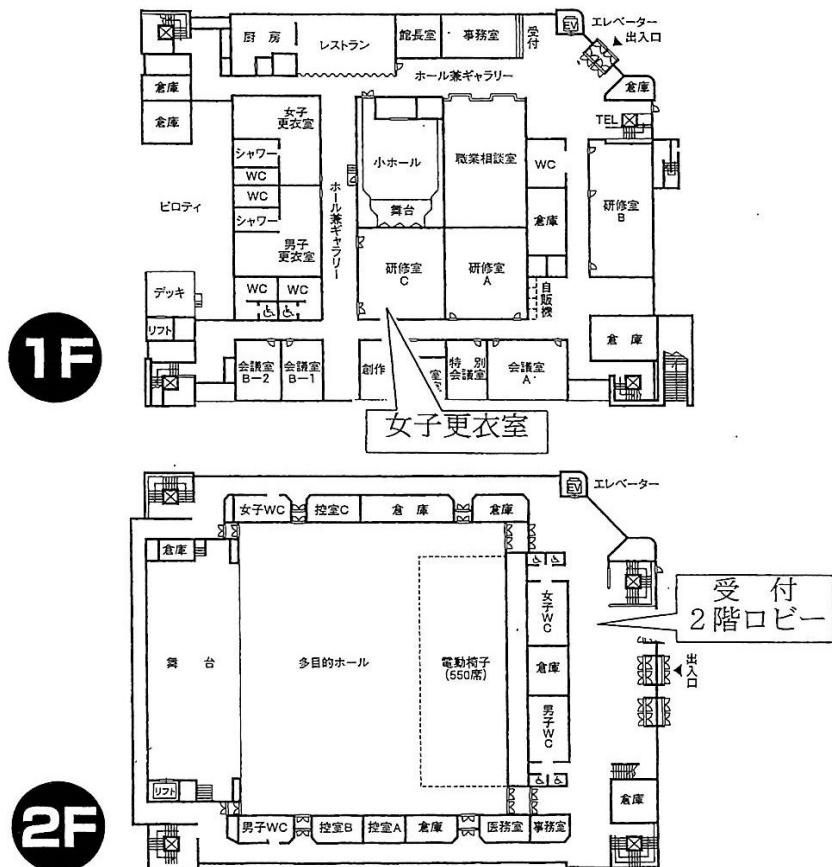 EV
エレベーター
出入口
厨 房
レストラン
館長室
事務室
受付
ホール兼ギャラリー
倉庫
倉庫
倉庫
TEL
女子
更衣室
シャワー
WC
WC
シャワー
男子
更衣室
小ホール
舞台
職業相談室
WC
倉庫
研修室
B
ピロティ
ホール兼ギャラリー
研修室
C
研修室
A
自販機
デッキ
リフト
WC
WC
会議室
B-2
会議室
B-1
創作
特別
会議室
会議室
A
倉 庫
1F
女子更衣室
EV
エレベーター
女子WC
控室C
倉 庫
倉庫
倉庫
女子WC
受 付
2階ロビー
舞 台
多目的ホール
電動椅子
(550席)
倉庫
出入口
男子WC
リフト
倉庫
2F
男子WC
控室B
控室A
倉庫
医務室
事務室